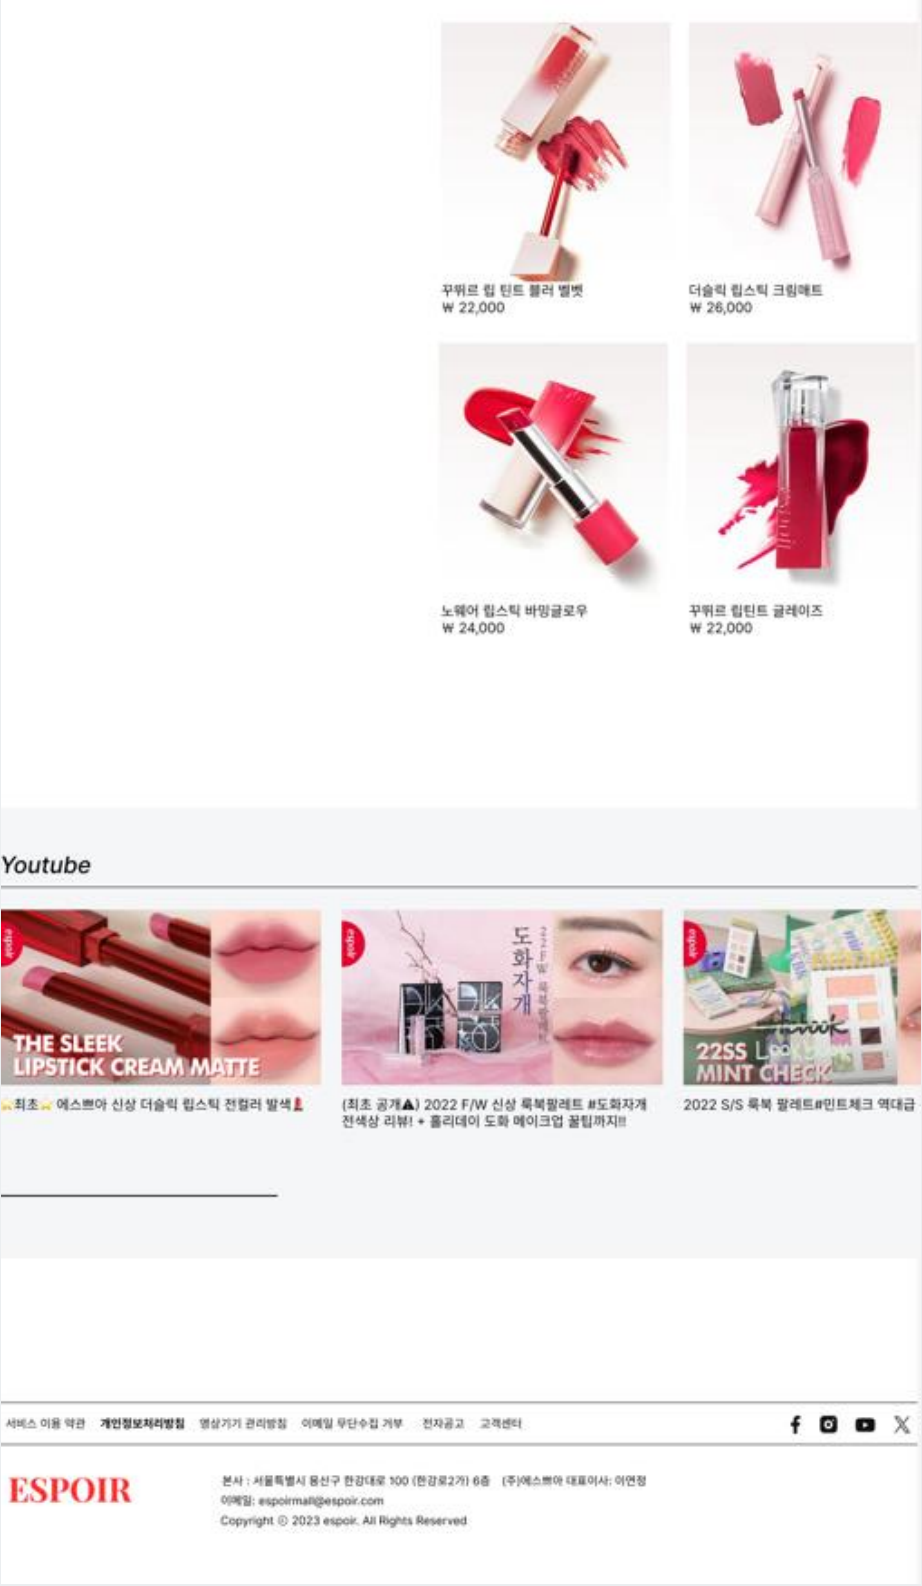 꾸뛰르 립 틴트 블러 벨벳
₩ 22,000
더슬릭 립스틱 크림매트
₩ 26,000
노웨어 립스틱 바밍글로우
₩ 24,000
꾸뛰르 립틴트 글레이즈
₩ 22,000
Youtube
espoir
THE SLEEK
LIPSTICK CREAM MATTE
⭐최초⭐ 에스쁘아 신상 더슬릭 립스틱 전컬러 발색💄
espoir
도화자개
22 F/W 룩북팔레트
(최초 공개⚠) 2022 F/W 신상 룩북팔레트 #도화자개
전색상 리뷰! + 홀리데이 도화 메이크업 꿀팁까지!!
espoir
22SS Lookbook
MINT CHECK
2022 S/S 룩북 팔레트#민트체크 역대급
서비스 이용 약관 개인정보처리방침 영상기기 관리방침 이메일 무단수집 거부 전자공고 고객센터
ESPOIR
본사 : 서울특별시 용산구 한강대로 100 (한강로2가) 6층 (주)에스쁘아 대표이사: 이연정
이메일: espoirmall@espoir.com
Copyright ⓒ 2023 espoir. All Rights Reserved